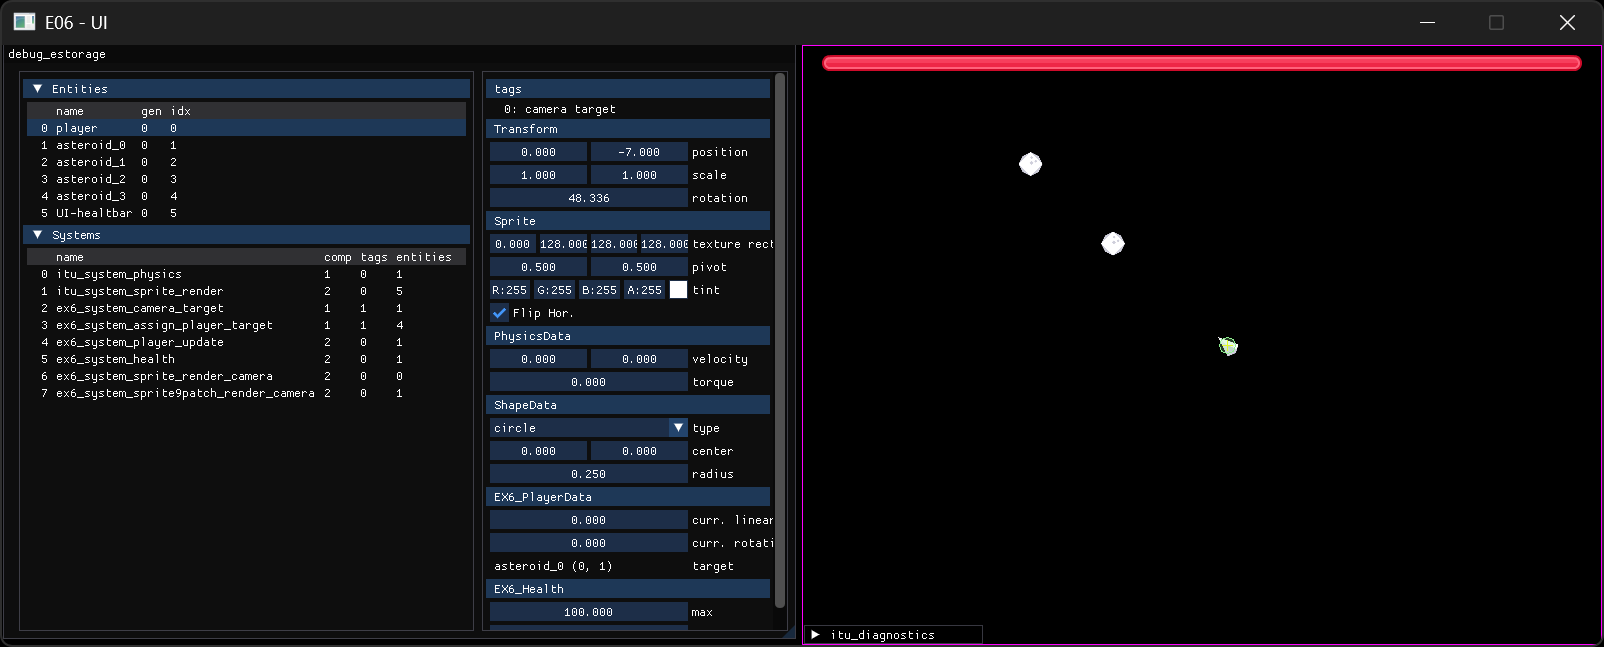 E06 - UI
debug_estorage
Entities
name gen idx
0 player 0 0
1 asteroid_0 0 1
2 asteroid_1 0 2
3 asteroid_2 0 3
4 asteroid_3 0 4
5 UI-healtbar 0 5
Systems
name comp tags entities
0 itu_system_physics 1 0 1
1 itu_system_sprite_render 2 0 5
2 ex6_system_camera_target 1 1 1
3 ex6_system_assign_player_target 1 1 4
4 ex6_system_player_update 2 0 1
5 ex6_system_health 2 0 1
6 ex6_system_sprite_render_camera 2 0 0
7 ex6_system_sprite9patch_render_camera 2 0 1
tags
0: camera target
Transform
0.000 -7.000 position
1.000 1.000 scale
48.336 rotation
Sprite
0.000 128.000 128.000 128.000 texture rect
0.500 0.500 pivot
R:255 G:255 B:255 A:255 tint
Flip Hor.
PhysicsData
0.000 0.000 velocity
0.000 torque
ShapeData
circle type
0.000 0.000 center
0.250 radius
EX6_PlayerData
0.000 curr. linear
0.000 curr. rotati
asteroid_0 (0, 1) target
EX6_Health
100.000 max
itu_diagnostics